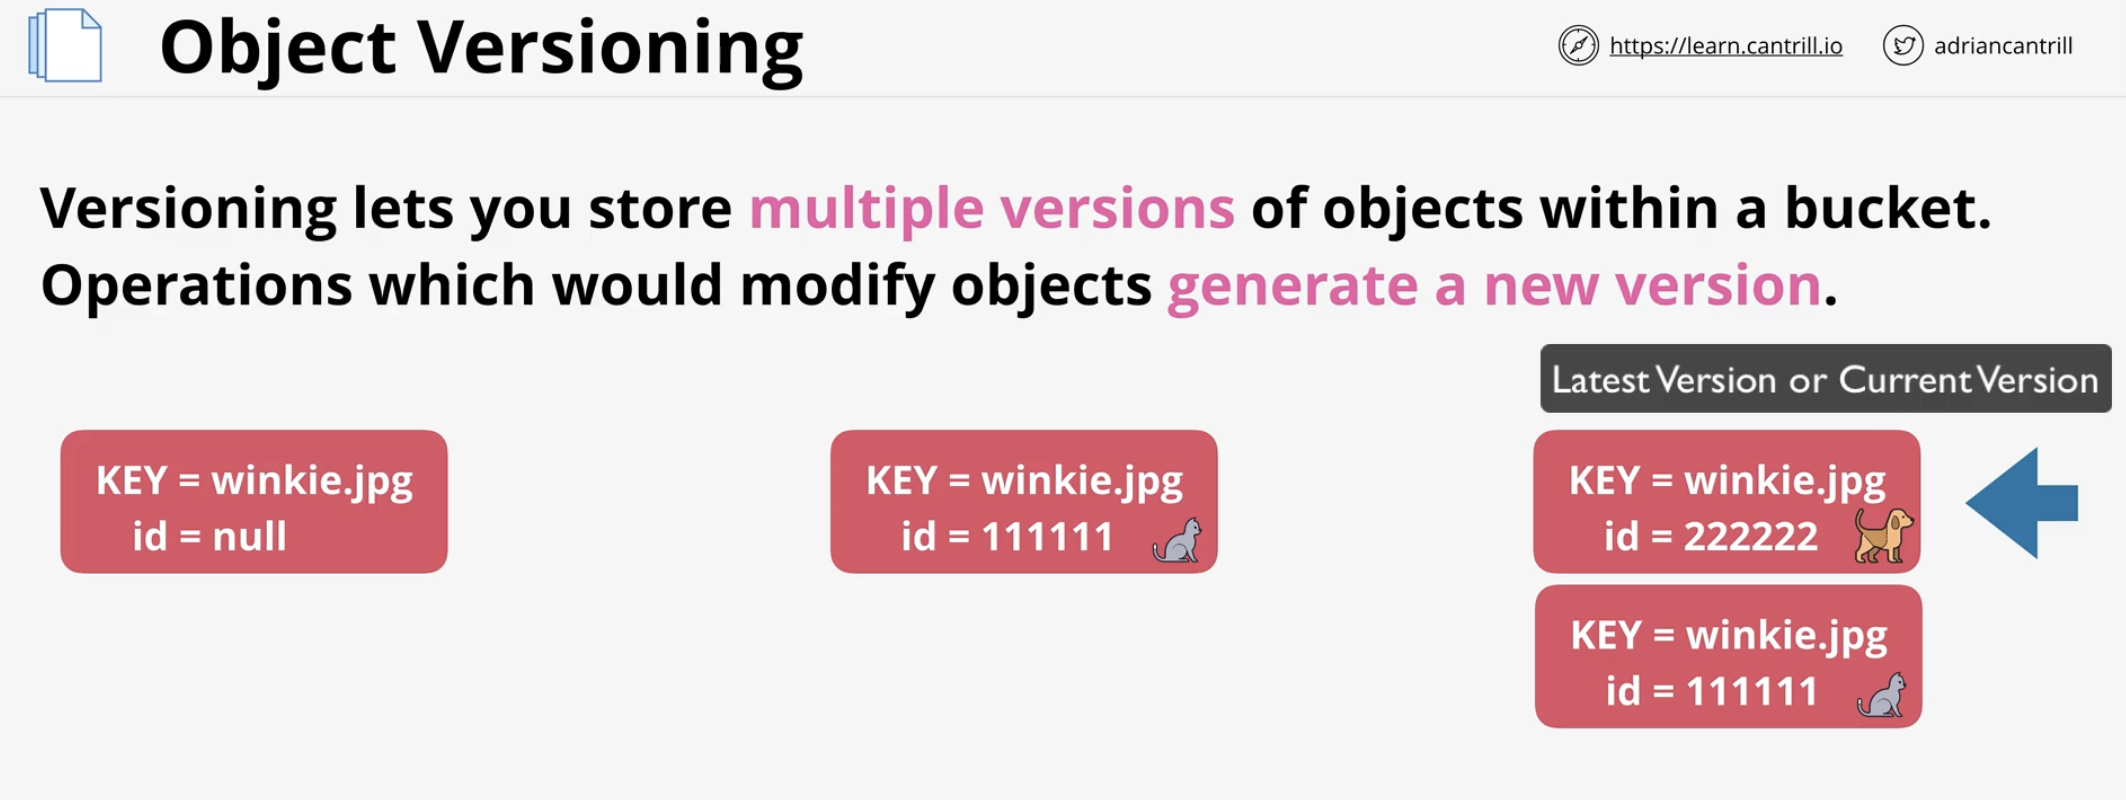 Object Versioning
https://learn.cantrill.io
adriancantrill
Versioning lets you store multiple versions of objects within a bucket.
Operations which would modify objects generate a new version.
Latest Version or Current Version
KEY = winkie.jpg
id = null
KEY = winkie.jpg
id = 111111
KEY = winkie.jpg
id = 222222
KEY = winkie.jpg
id = 111111